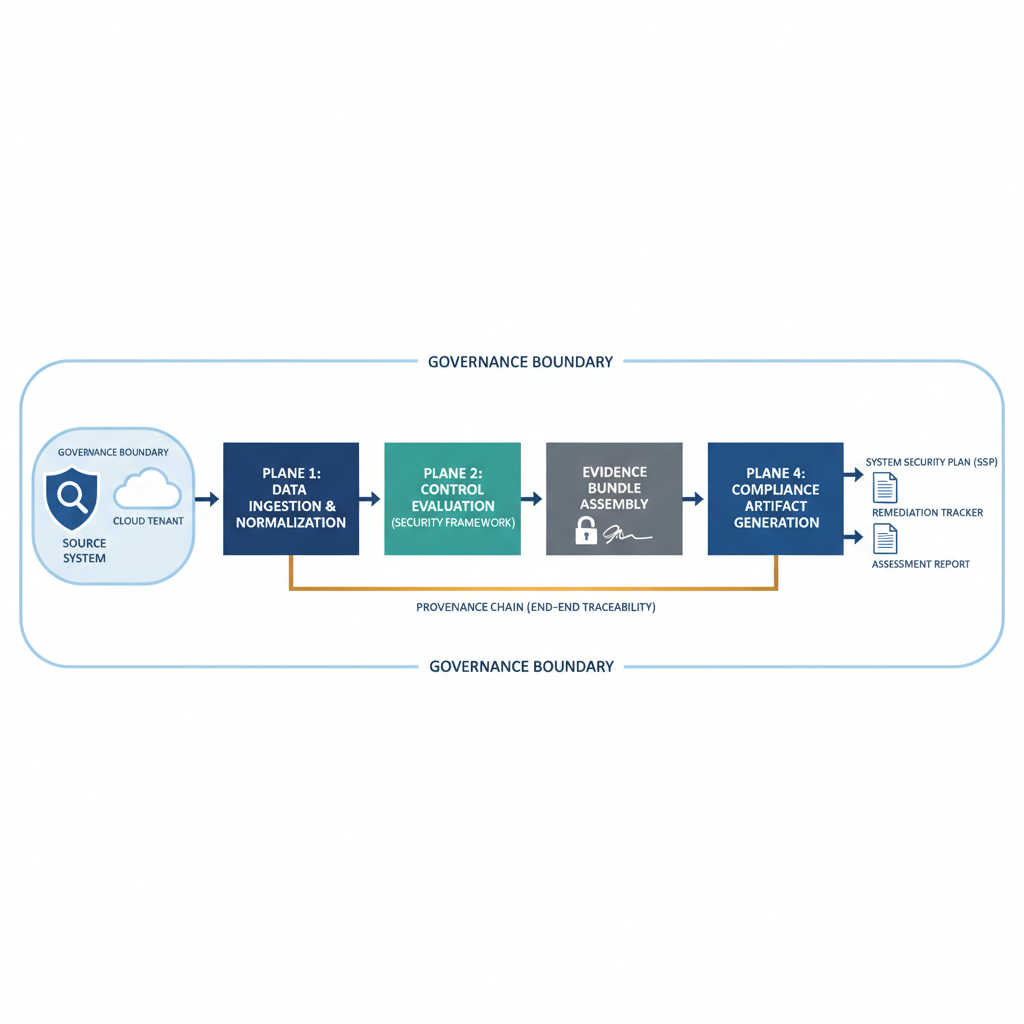 GOVERNANCE BOUNDARY
GOVERNANCE BOUNDARY
CLOUD TENANT
SOURCE
SYSTEM
PLANE 1:
DATA
INGESTION &
NORMALIZATION
PLANE 2:
CONTROL
EVALUATION
(SECURITY FRAMEWORK)
EVIDENCE
BUNDLE
ASSEMBLY
PLANE 4:
COMPLIANCE
ARTIFACT
GENERATION
SYSTEM SECURITY PLAN (SSP)
REMEDIATION TRACKER
ASSESSMENT REPORT
PROVENANCE CHAIN (END-END TRACEABILITY)
GOVERNANCE BOUNDARY